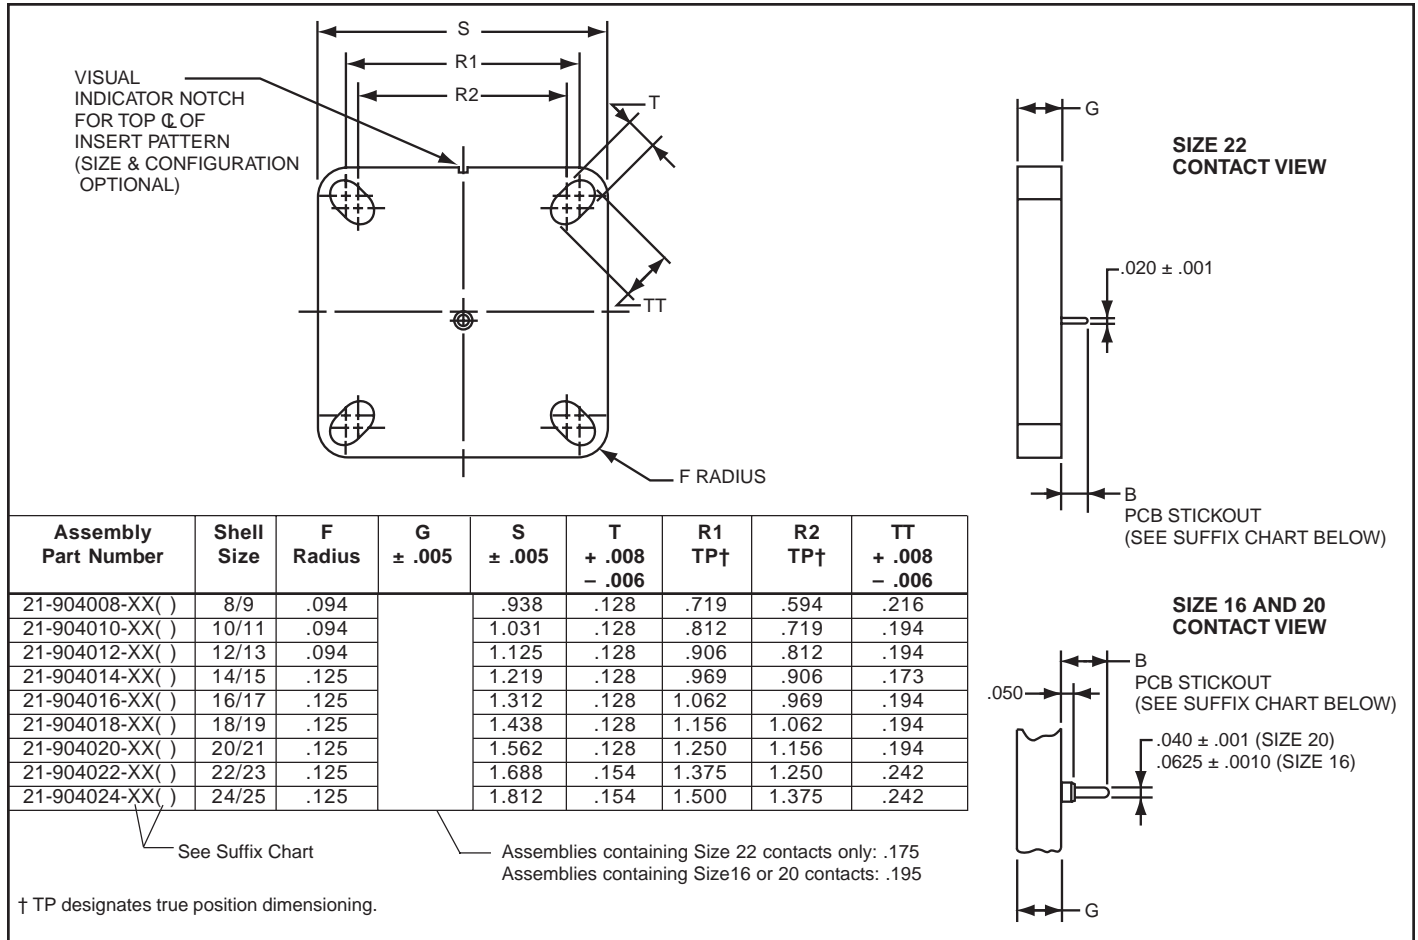 S
R1
R2
T
TT
VISUAL
INDICATOR NOTCH
FOR TOP ℄ OF
INSERT PATTERN
(SIZE & CONFIGURATION
OPTIONAL)
F RADIUS
G
SIZE 22
CONTACT VIEW
.020 ± .001
B
PCB STICKOUT
(SEE SUFFIX CHART BELOW)
SIZE 16 AND 20
CONTACT VIEW
B
PCB STICKOUT
(SEE SUFFIX CHART BELOW)
.050
.040 ± .001 (SIZE 20)
.0625 ± .0010 (SIZE 16)
G
Assembly Part Number Shell Size F Radius G ± .005 S ± .005 T + .008 – .006 R1 TP† R2 TP† TT + .008 – .006
21-904008-XX( ) 8/9 .094 .938 .128 .719 .594 .216
21-904010-XX( ) 10/11 .094 1.031 .128 .812 .719 .194
21-904012-XX( ) 12/13 .094 1.125 .128 .906 .812 .194
21-904014-XX( ) 14/15 .125 1.219 .128 .969 .906 .173
21-904016-XX( ) 16/17 .125 1.312 .128 1.062 .969 .194
21-904018-XX( ) 18/19 .125 1.438 .128 1.156 1.062 .194
21-904020-XX( ) 20/21 .125 1.562 .128 1.250 1.156 .194
21-904022-XX( ) 22/23 .125 1.688 .154 1.375 1.250 .242
21-904024-XX( ) 24/25 .125 1.812 .154 1.500 1.375 .242
See Suffix Chart
Assemblies containing Size 22 contacts only: .175
Assemblies containing Size16 or 20 contacts: .195
† TP designates true position dimensioning.